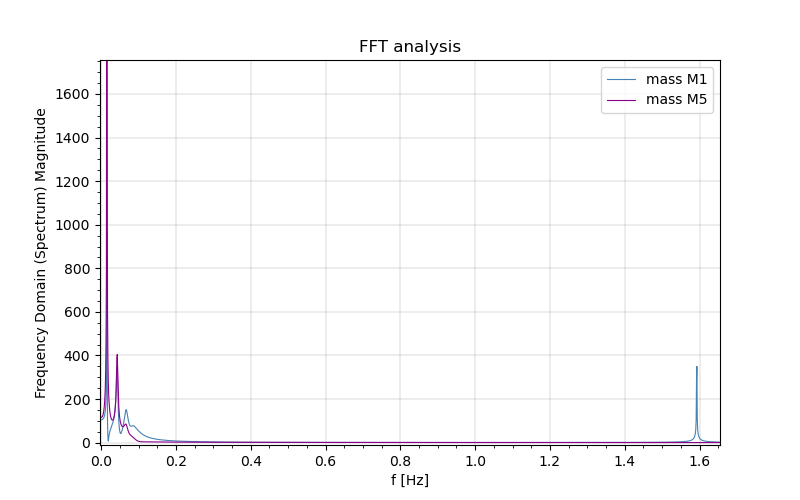 FFT analysis
Frequency Domain (Spectrum) Magnitude
1600
1400
1200
1000
800
600
400
200
0
mass M1
mass M5
0.0 0.2 0.4 0.6 0.8 1.0 1.2 1.4 1.6
f [Hz]